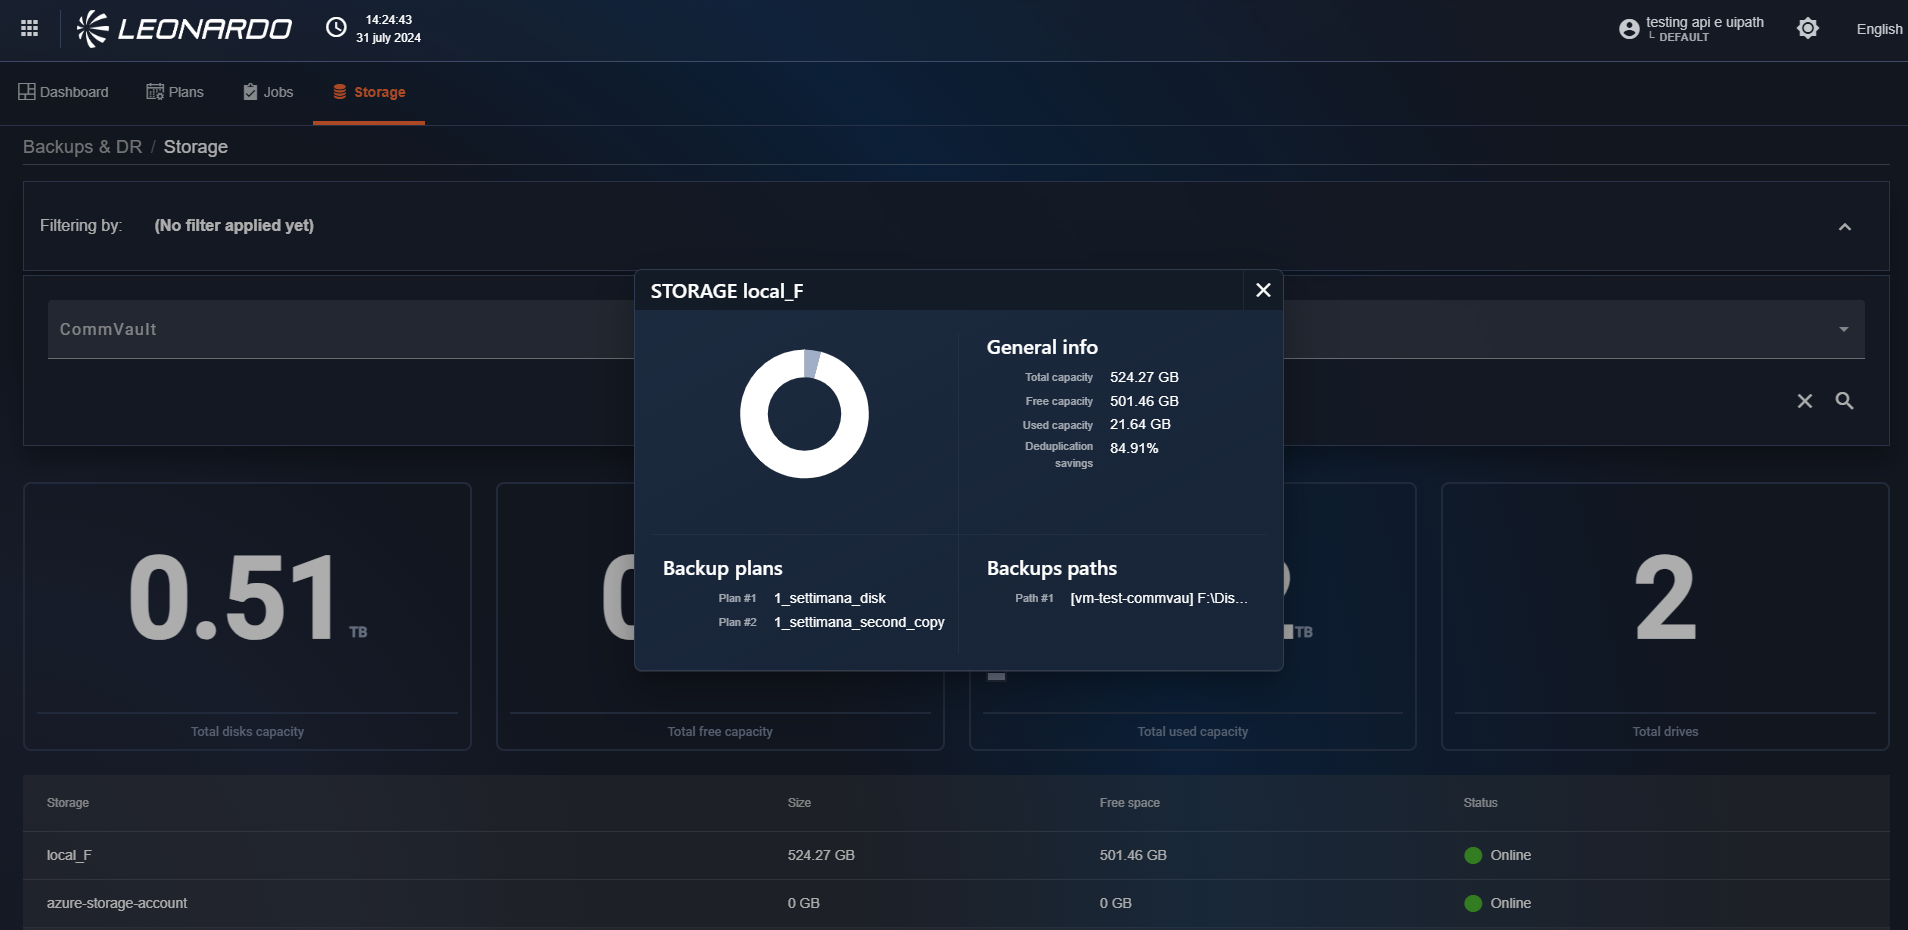 LEONARDO
14:24:43
31 july 2024
testing api e uipath
└ DEFAULT
English
Dashboard
Plans
Jobs
Storage
Backups & DR / Storage
Filtering by: (No filter applied yet)
CommVault
STORAGE local_F
General info
Total capacity 524.27 GB
Free capacity 501.46 GB
Used capacity 21.64 GB
Deduplication savings 84.91%
Backup plans
Plan #1 1_settimana_disk
Plan #2 1_settimana_second_copy
Backups paths
Path #1 [vm-test-commvau] F:\Dis...
0.51 TB
Total disks capacity
Total free capacity
TB
Total used capacity
2
Total drives
Storage Size Free space Status
local_F 524.27 GB 501.46 GB Online
azure-storage-account 0 GB 0 GB Online